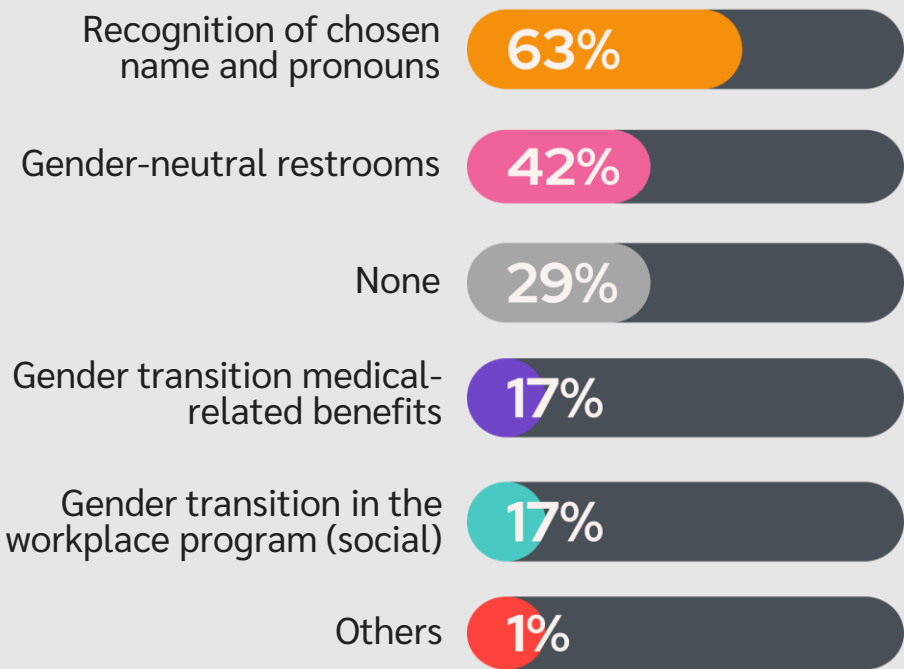 Recognition of chosen
name and pronouns
63%
Gender-neutral restrooms
42%
None
29%
Gender transition medical-
related benefits
17%
Gender transition in the
workplace program (social)
17%
Others
1%